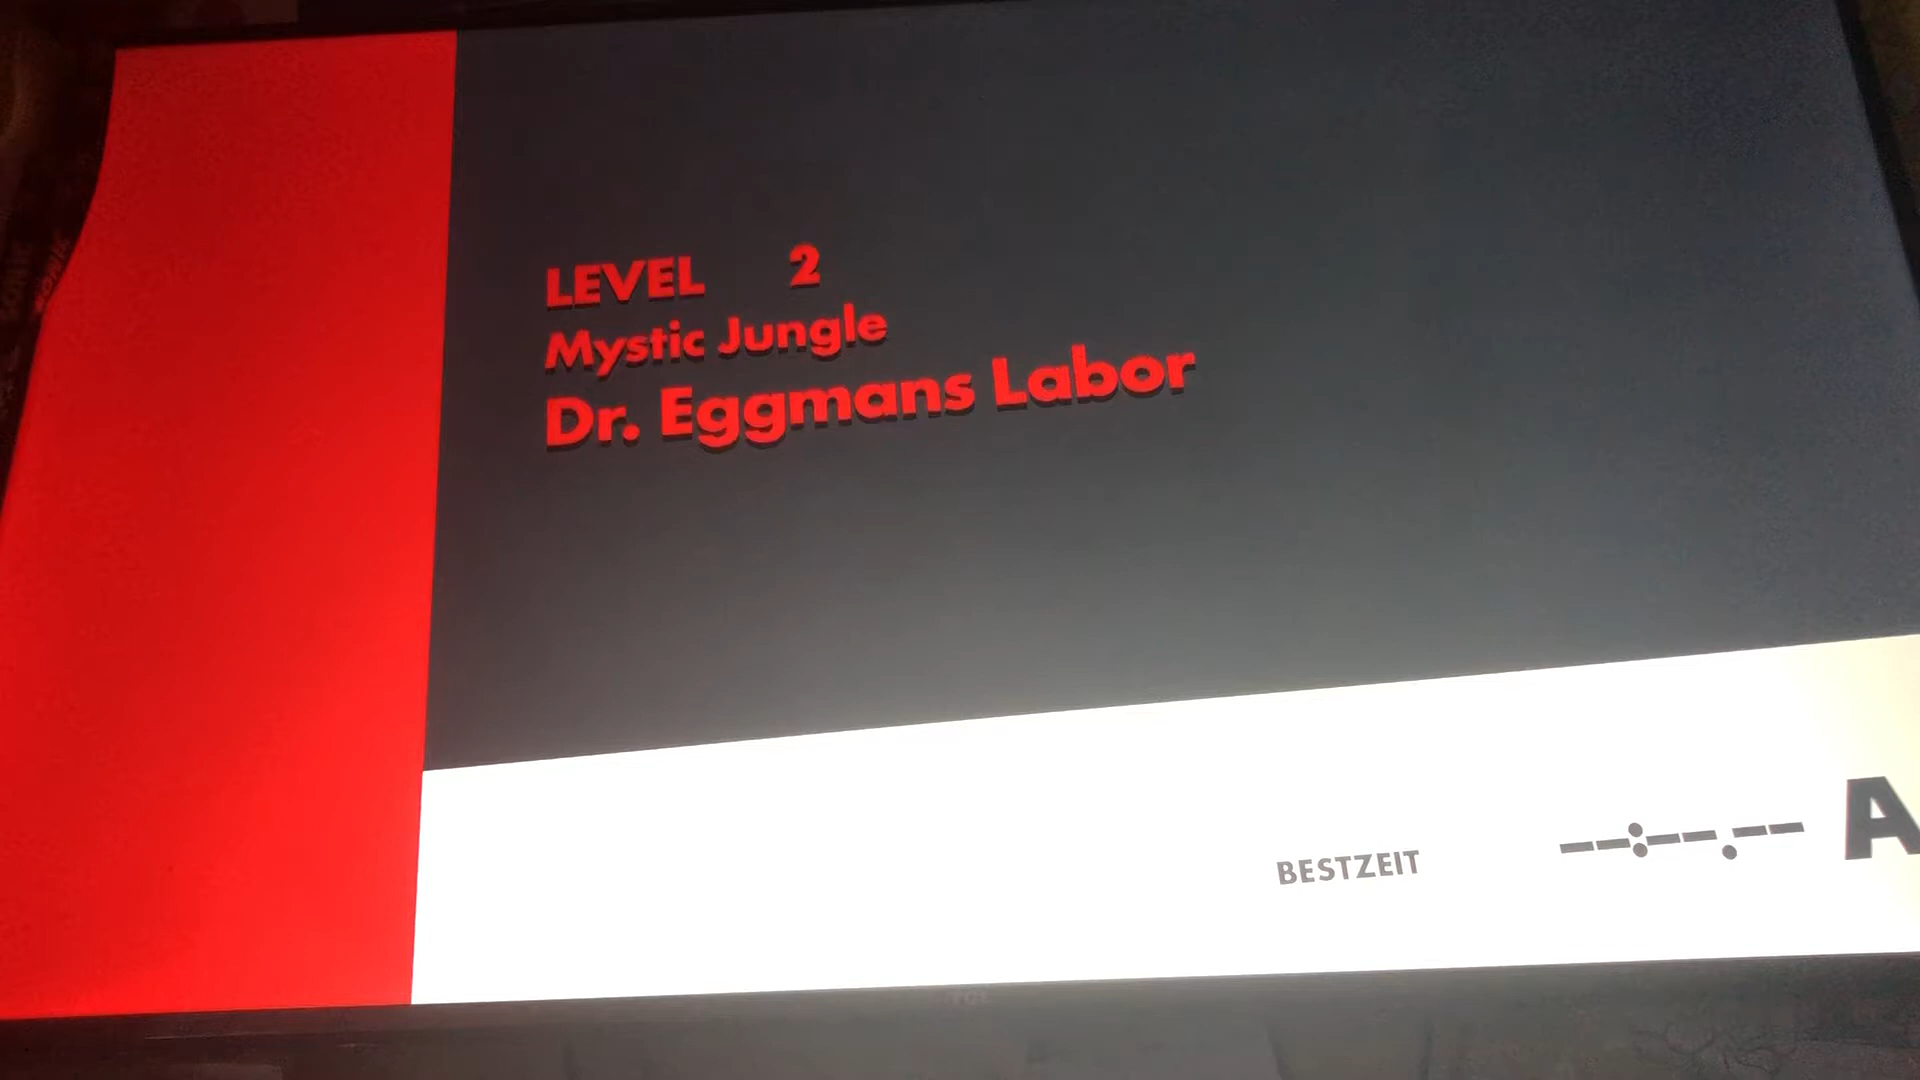 LEVEL 2
Mystic Jungle
Dr. Eggmans Labor
BESTZEIT --:--.-- A